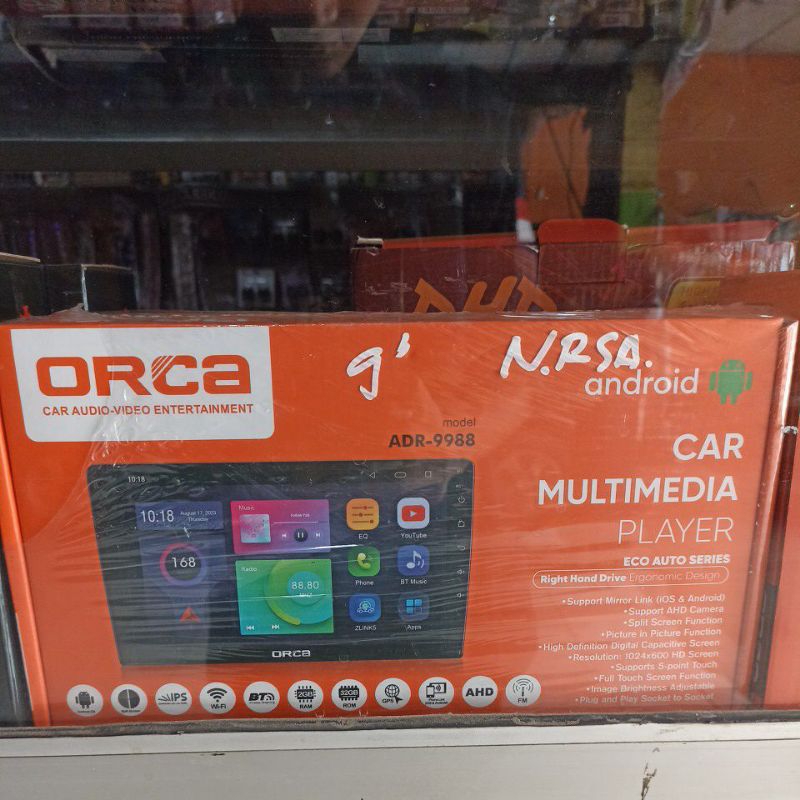 ORCA
CAR AUDIO-VIDEO ENTERTAINMENT
9'
N.RSA.
android
model
ADR-9988
CAR
MULTIMEDIA
PLAYER
ECO AUTO SERIES
Right Hand Drive Ergonomic Design
•Support Mirror Link (iOS & Android)
•Support AHD Camera
•Split Screen Function
•Picture in Picture Function
•High Definition Digital Capacitive Screen
•Resolution: 1024x600 HD Screen
•Supports 5-point Touch
•Full Touch Screen Function
•Image Brightness Adjustable
•Plug and Play Socket to Socket
10:18
10:18
Thursday
Music
EQ
YouTube
168
Radio
88.80
MHz
Phone
BT Music
ZLINK5
Apps
ORCA
IPS
Wi-Fi
BT
2GB
RAM
32GB
ROM
GPS
AHD
FM